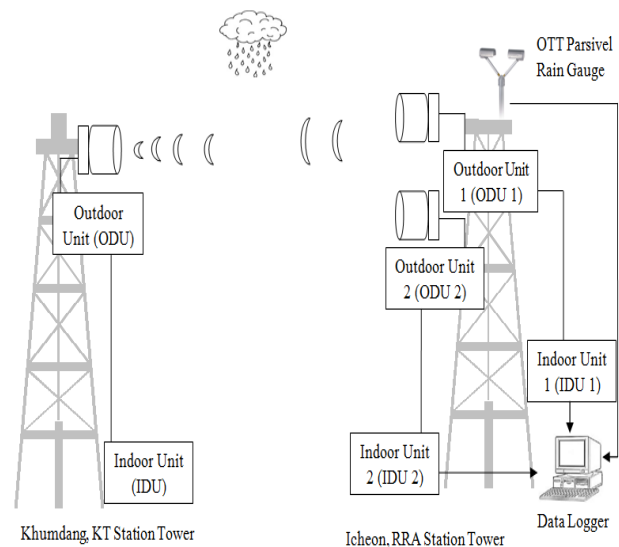 OTT Parsivel
Rain Gauge
Outdoor Unit
1 (ODU 1)
Outdoor
Unit (ODU)
Outdoor Unit
2 (ODU 2)
Indoor Unit
1 (IDU 1)
Indoor Unit
(IDU)
Indoor Unit
2 (IDU 2)
Data Logger
Khumdang, KT Station Tower
Icheon, RRA Station Tower